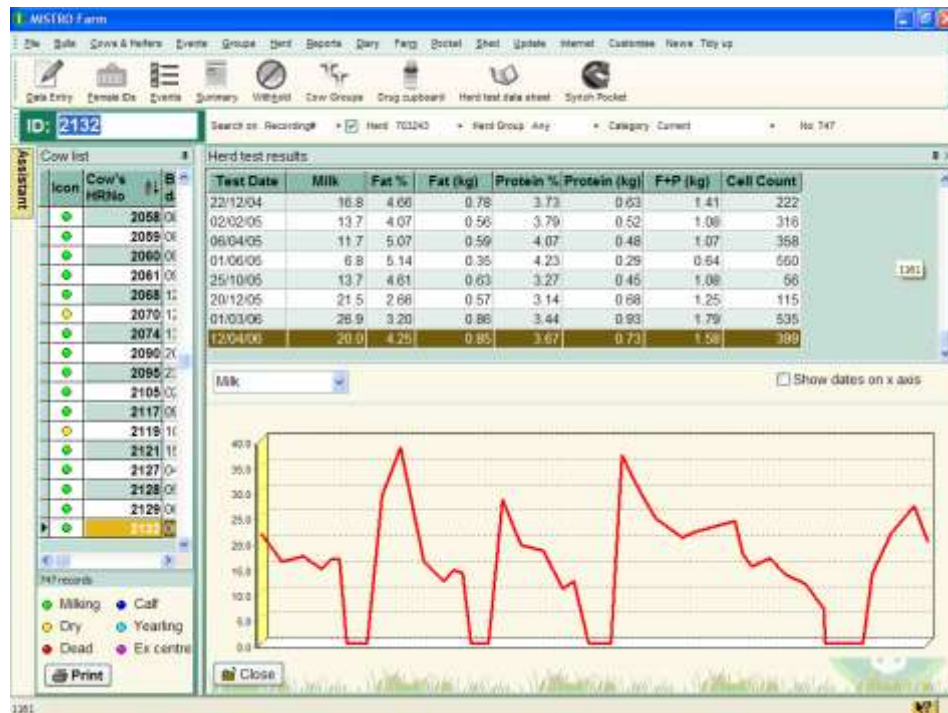 MISTRO Farm
File Bulls Cows & Heifers Events Groups Herd Reports Diary Farm Pocket Shed Update Internet Customise News Tidy up
Data Entry Female IDs Events Summary Withhold Cow Groups Drug cupboard Herd test data sheet Synch Pocket
ID: 2132 Search on Recording# Herd 703243 Herd Group Any Category Current No: 747
Assistant
Cow list
Icon Cow's HRNo
2058
2059
2060
2061
2068
2070
2074
2090
2095
2105
2117
2119
2121
2127
2128
2129
2132
747 records
Milking Calf
Dry Yearling
Dead Ex centre
Print
Herd test results
Test Date Milk Fat % Fat (kg) Protein % Protein (kg) F+P (kg) Cell Count
22/12/04 16.8 4.66 0.78 3.73 0.63 1.41 222
02/02/05 13.7 4.07 0.56 3.79 0.52 1.08 316
06/04/05 11.7 5.07 0.59 4.07 0.48 1.07 358
01/06/05 6.8 5.14 0.35 4.23 0.29 0.64 550
25/10/05 13.7 4.61 0.63 3.27 0.45 1.08 56
20/12/05 21.5 2.66 0.57 3.14 0.68 1.25 115
01/03/06 26.9 3.20 0.86 3.44 0.93 1.79 535
12/04/06 20.0 4.25 0.85 3.67 0.73 1.58 399
1161
Milk
Show dates on x axis
40.0
35.0
30.0
25.0
20.0
15.0
10.0
5.0
0.0
Close
1161